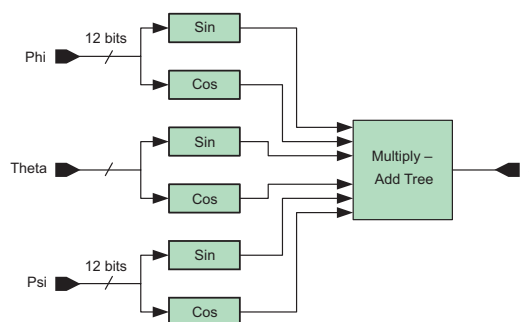 12 bits
Phi
Sin
Cos
Theta
Sin
Cos
Multiply –
Add Tree
12 bits
Psi
Sin
Cos